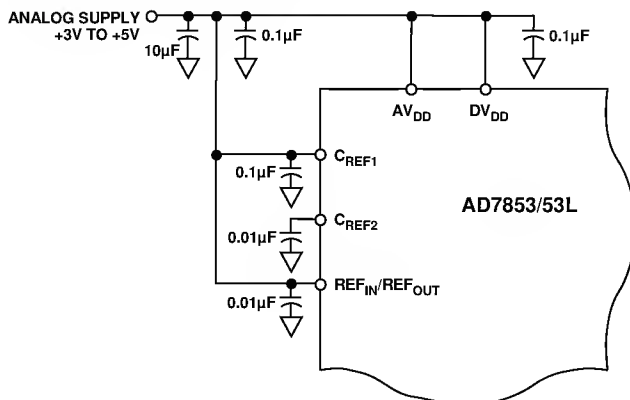 ANALOG SUPPLY
+3V TO +5V
10µF
0.1µF
0.1µF
AVDD
DVDD
CREF1
0.1µF
AD7853/53L
CREF2
0.01µF
REFIN/REFOUT
0.01µF